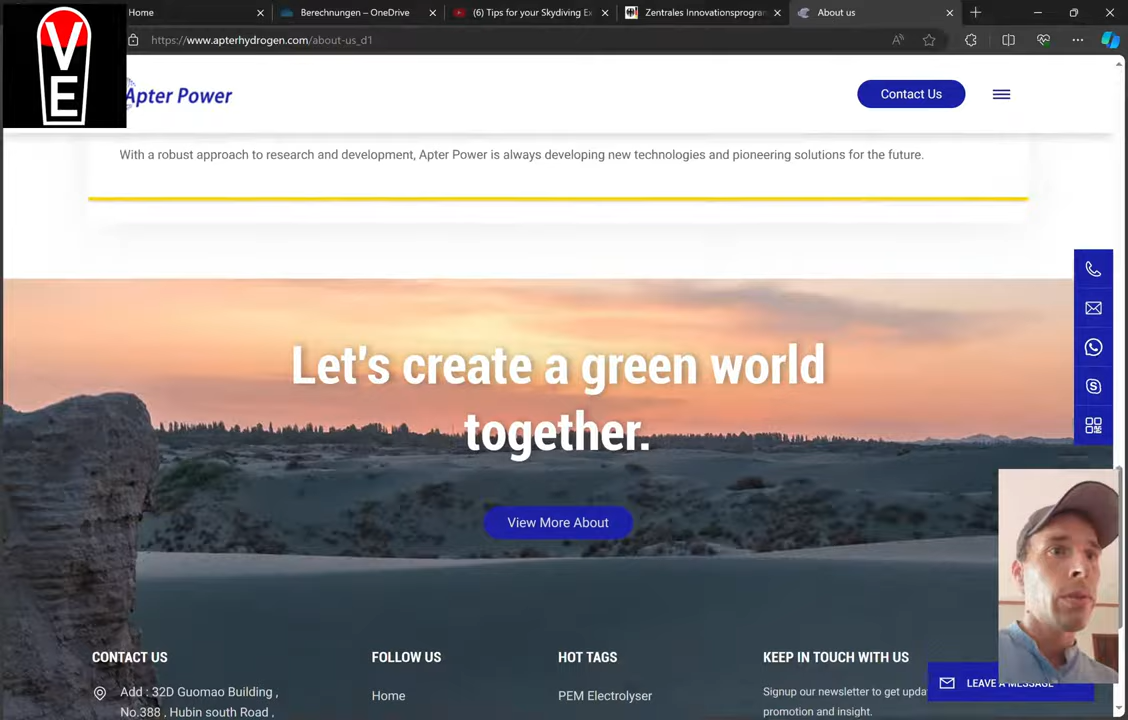 Home
Berechnungen – OneDrive
(6) Tips for your Skydiving Ex
Zentrales Innovationsprogram
About us
https://www.apterhydrogen.com/about-us_d1
VE
Apter Power
Contact Us
With a robust approach to research and development, Apter Power is always developing new technologies and pioneering solutions for the future.
Let's create a green world
together.
View More About
CONTACT US
FOLLOW US
HOT TAGS
KEEP IN TOUCH WITH US
Add : 32D Guomao Building ,
No.388 , Hubin south Road ,
Home
PEM Electrolyser
Signup our newsletter to get upda
promotion and insight.
LEAVE A MESSAGE